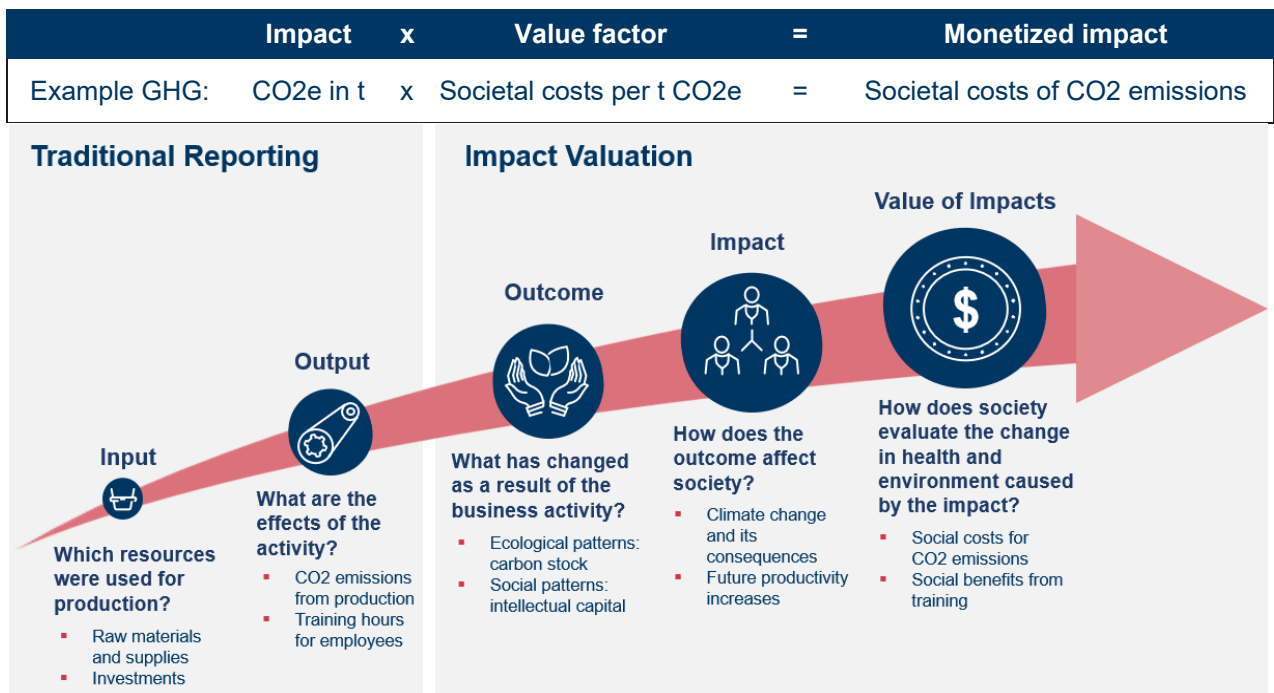 Impact x Value factor = Monetized impact
Example GHG: CO2e in t x Societal costs per t CO2e = Societal costs of CO2 emissions
Traditional Reporting
Input
Which resources
were used for
production?
▪ Raw materials
and supplies
▪ Investments
Output
What are the
effects of the
activity?
▪ CO2 emissions
from production
▪ Training hours
for employees
Impact Valuation
Outcome
What has changed
as a result of the
business activity?
▪ Ecological patterns:
carbon stock
▪ Social patterns:
intellectual capital
Impact
How does the
outcome affect
society?
▪ Climate change
and its
consequences
▪ Future productivity
increases
Value of Impacts
$
How does society
evaluate the change
in health and
environment caused
by the impact?
▪ Social costs for
CO2 emissions
▪ Social benefits from
training